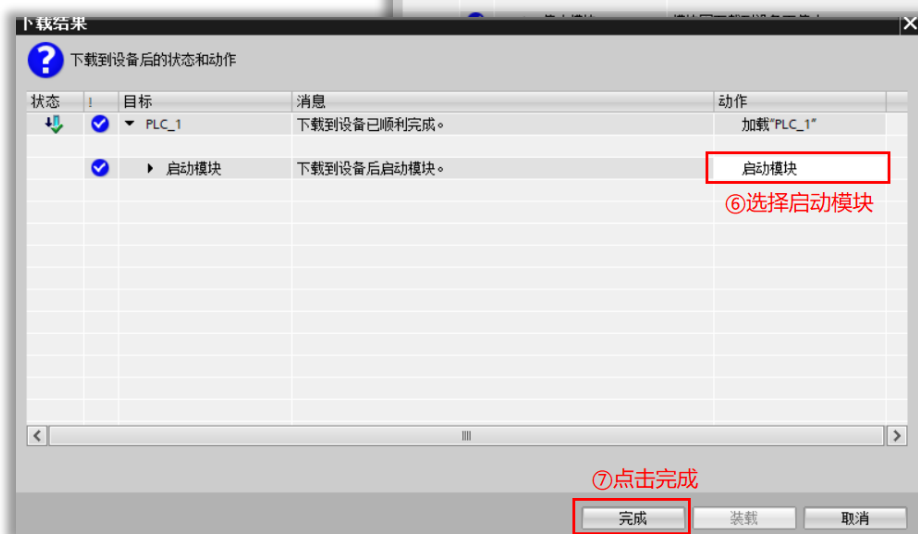 下载结果
下载到设备后的状态和动作
状态 ! 目标 消息 动作
PLC_1 下载到设备已顺利完成。 加载"PLC_1"
启动模块 下载到设备后启动模块。 启动模块
⑥选择启动模块
⑦点击完成
完成 装载 取消